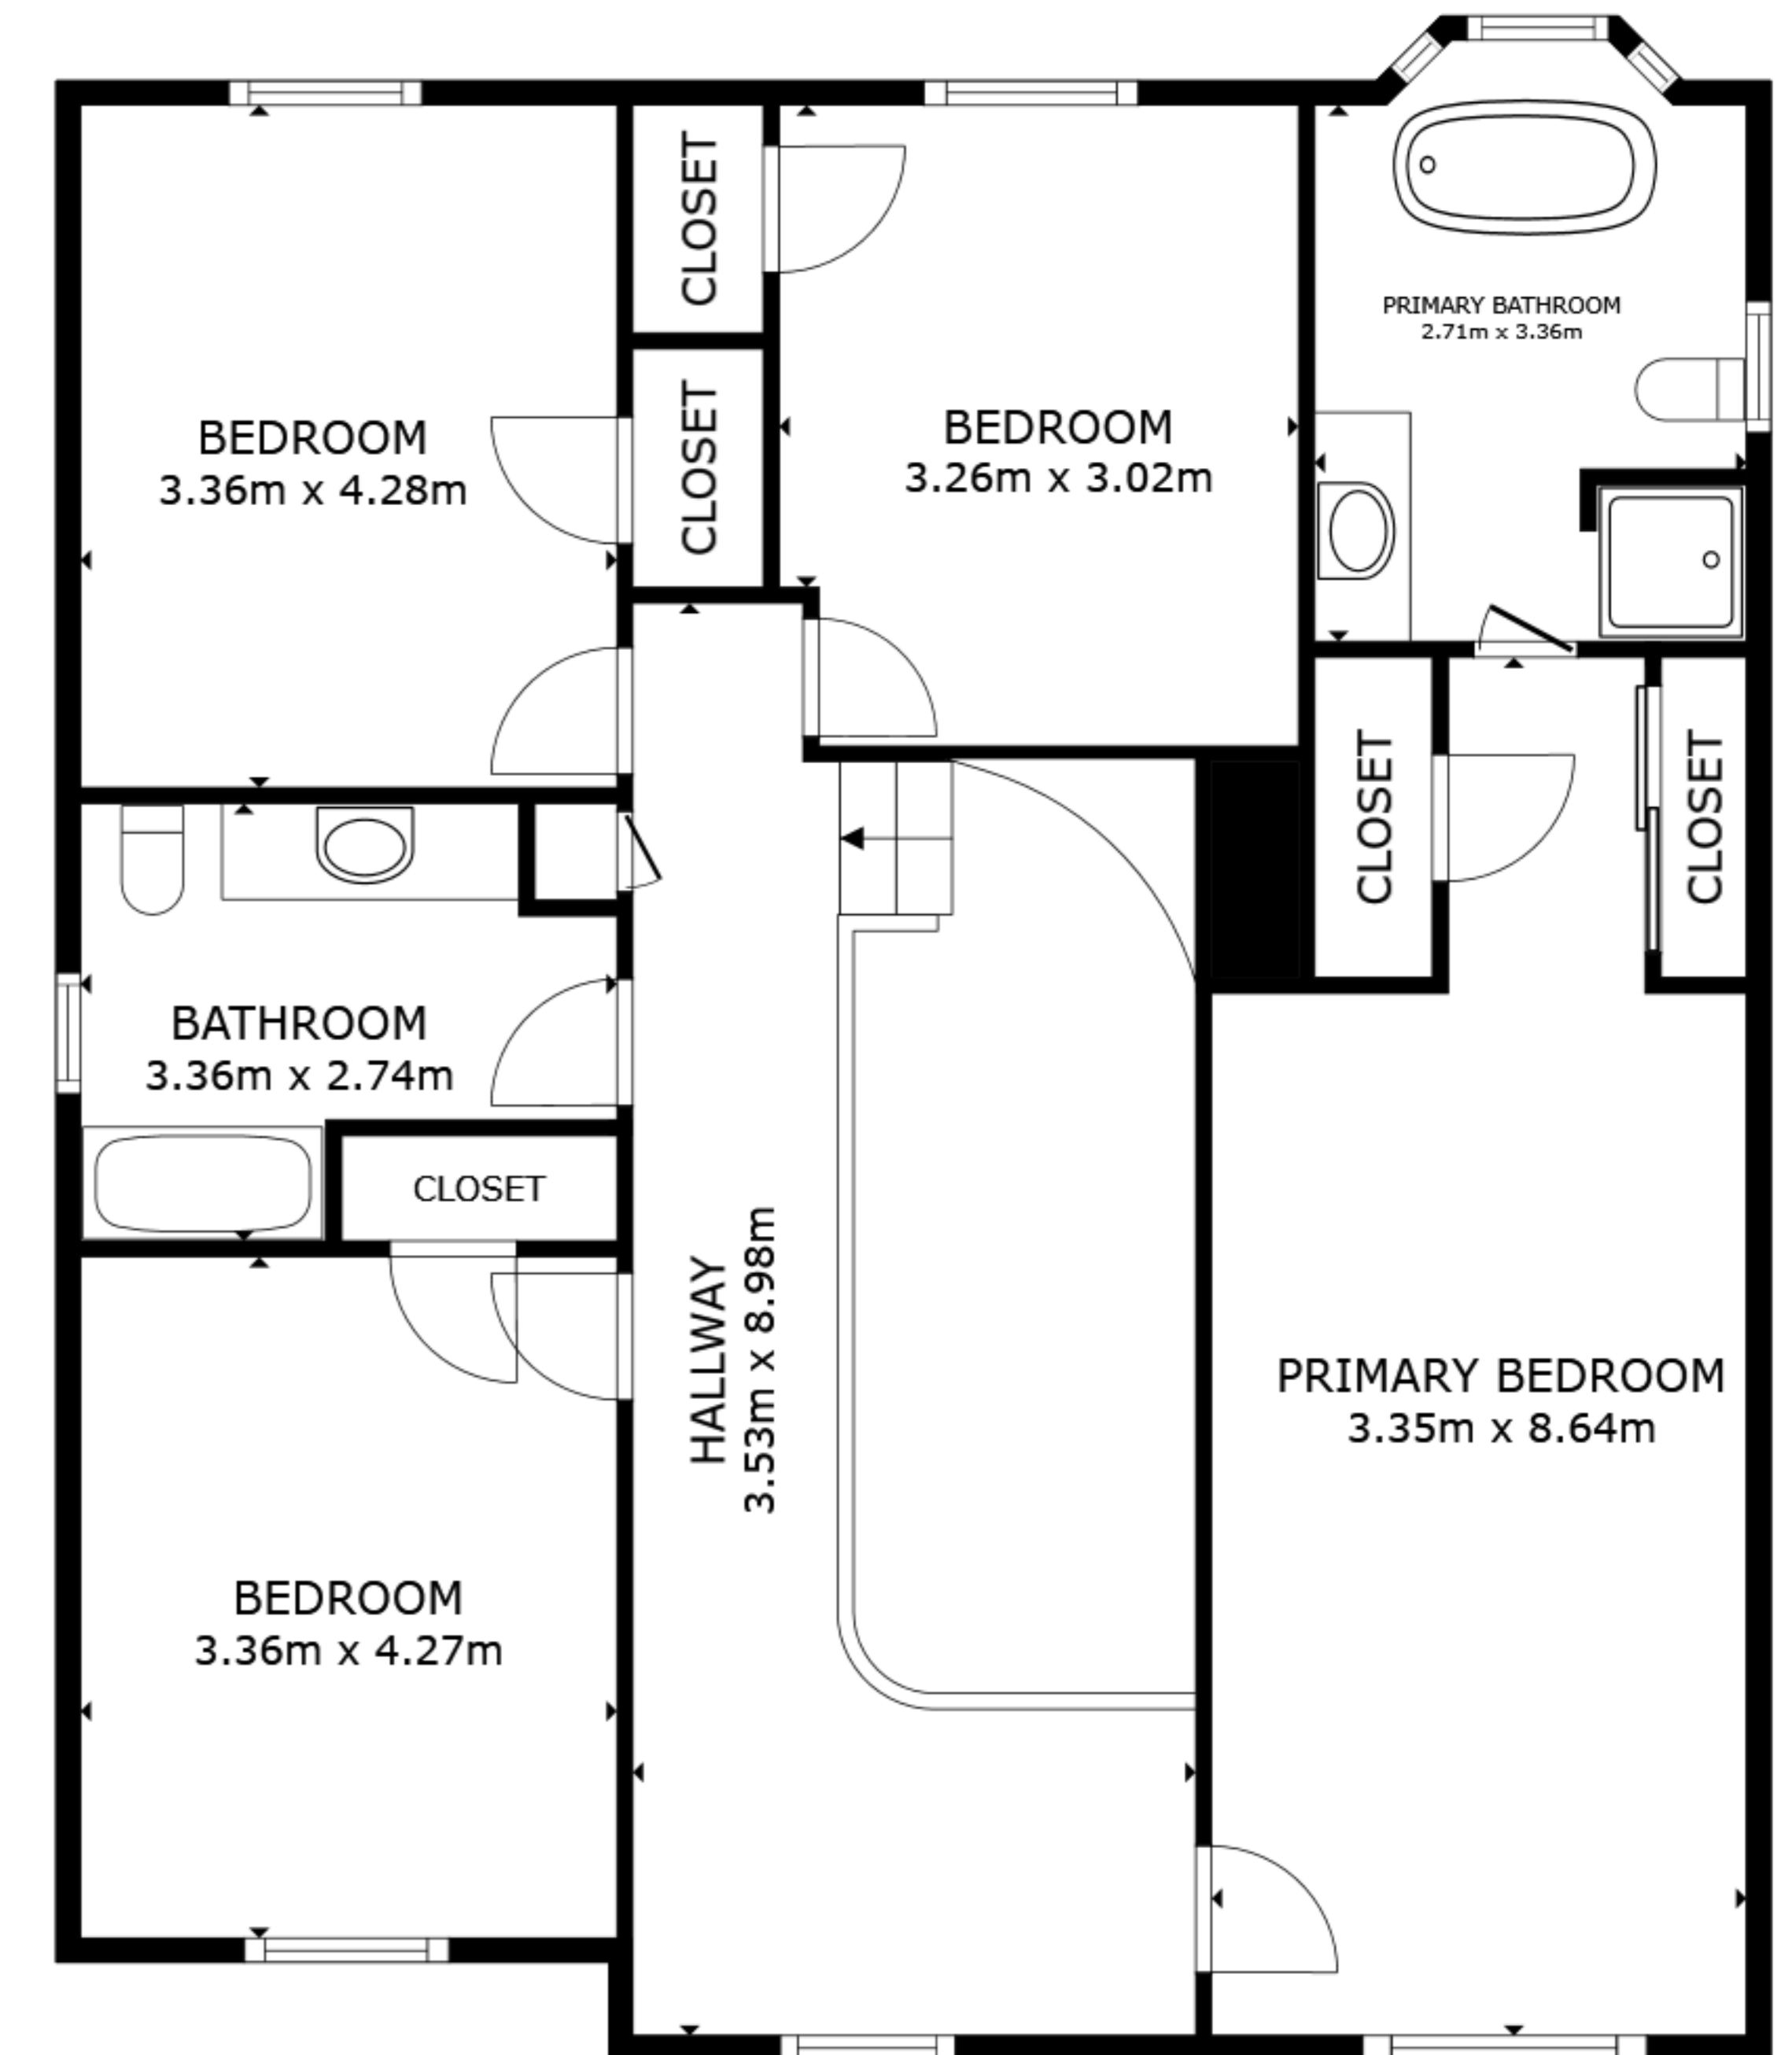 CLOSET
PRIMARY BATHROOM
2.71m x 3.36m
BEDROOM
3.36m x 4.28m
CLOSET
BEDROOM
3.26m x 3.02m
CLOSET
CLOSET
BATHROOM
3.36m x 2.74m
CLOSET
HALLWAY
3.53m x 8.98m
PRIMARY BEDROOM
3.35m x 8.64m
BEDROOM
3.36m x 4.27m